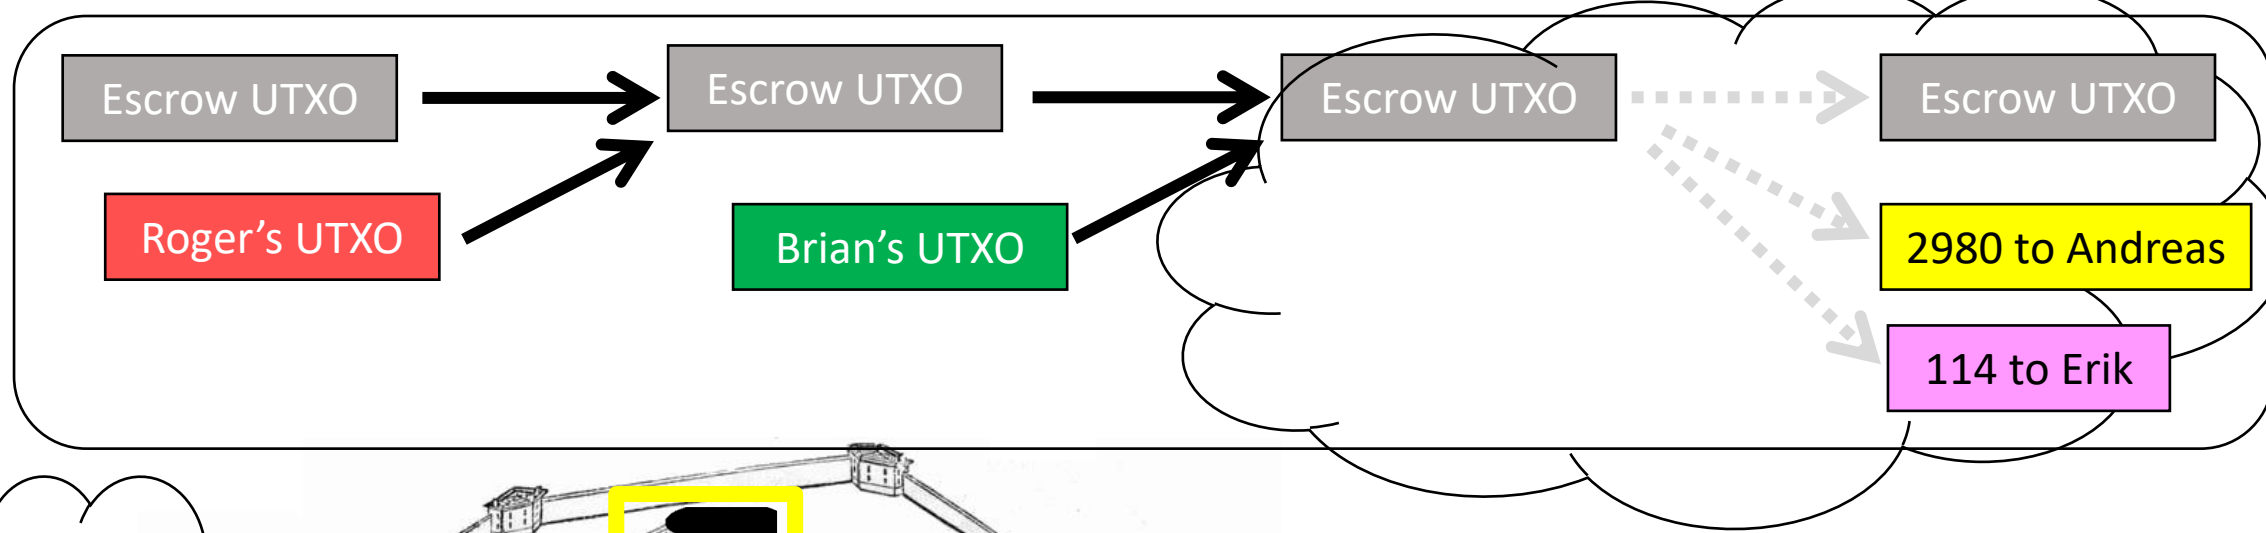 Escrow UTXO
Escrow UTXO
Escrow UTXO
Escrow UTXO
Roger’s UTXO
Brian’s UTXO
2980 to Andreas
114 to Erik